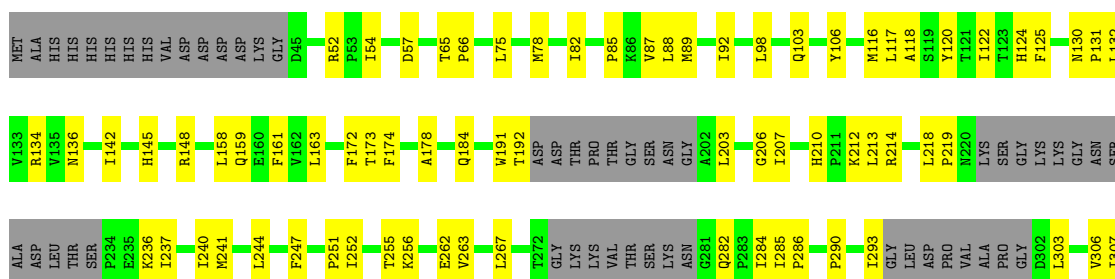 MET ALA HIS HIS HIS HIS HIS HIS VAL ASP ASP ASP ASP LYS GLY D45 R52 P53 I54 D57 T65 P66 L75 M78 I82 P85 K86 V87 L88 M89 I92 L98 Q103 Y106 M116 L117 A118 S119 Y120 T121 I122 T123 H124 F125 N130 P131 L132
V133 R134 V135 N136 I142 H145 R148 L158 Q159 E160 F161 V162 L163 F172 T173 F174 A178 Q184 W191 T192 ASP ASP THR PRO THR GLY SER ASN GLY A202 L203 G206 I207 H210 P211 K212 L213 R214 L218 P219 N220 LYS SER GLY LYS LYS GLY ASN SER
ALA ASP LEU THR SER P234 E235 K236 I237 I240 M241 L244 F247 P251 I252 T255 K256 E262 V263 L267 T272 GLY LYS LYS VAL THR SER LYS ASN G281 Q282 P283 I284 I285 P286 P290 I293 GLY LEU ASP PRO VAL ALA PRO GLY D302 L303 V306